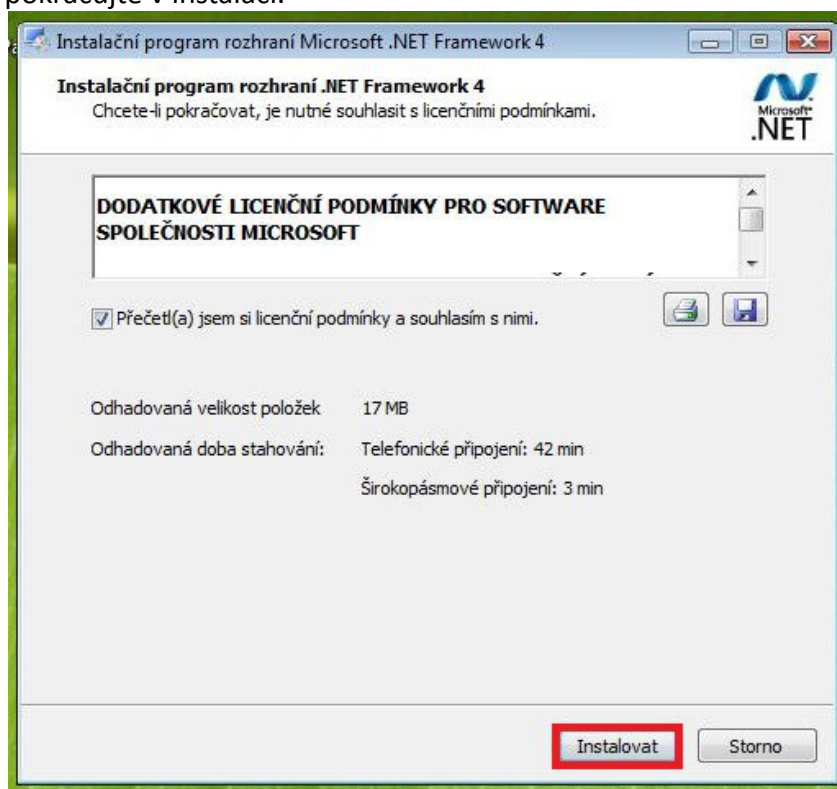 pokračujte v instalaci.
Instalační program rozhraní Microsoft .NET Framework 4
Instalační program rozhraní .NET Framework 4
Chcete-li pokračovat, je nutné souhlasit s licenčními podmínkami.
Microsoft®
.NET
DODATKOVÉ LICENČNÍ PODMÍNKY PRO SOFTWARE
SPOLEČNOSTI MICROSOFT
Přečetl(a) jsem si licenční podmínky a souhlasím s nimi.
Odhadovaná velikost položek 17 MB
Odhadovaná doba stahování: Telefonické připojení: 42 min
Širokopásmové připojení: 3 min
Instalovat Storno